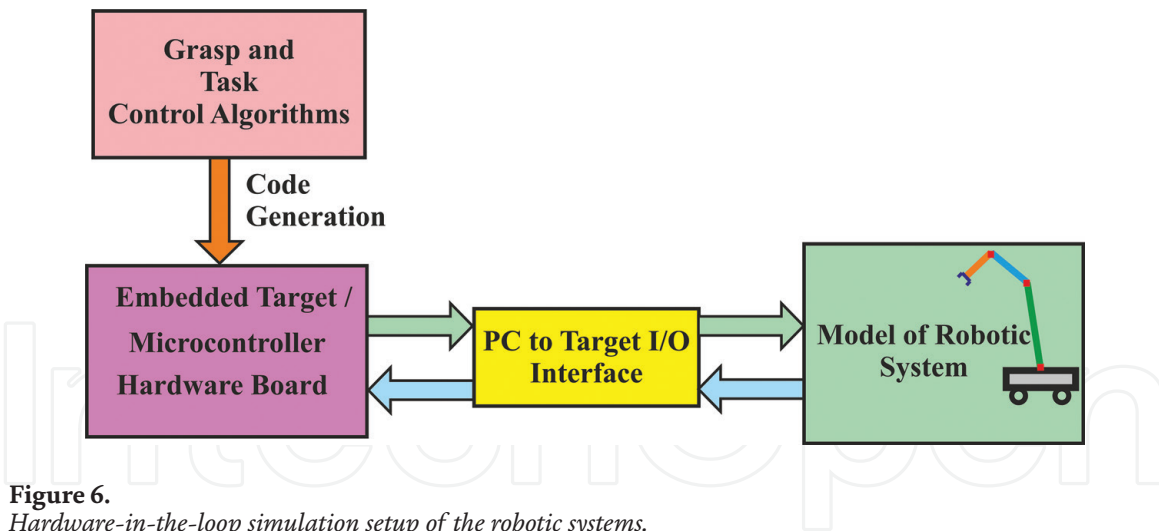 Grasp and
Task
Control Algorithms
Code
Generation
Embedded Target /
Microcontroller
Hardware Board
PC to Target I/O
Interface
Model of Robotic
System
IntechOpen
Figure 6.
Hardware-in-the-loop simulation setup of the robotic systems.